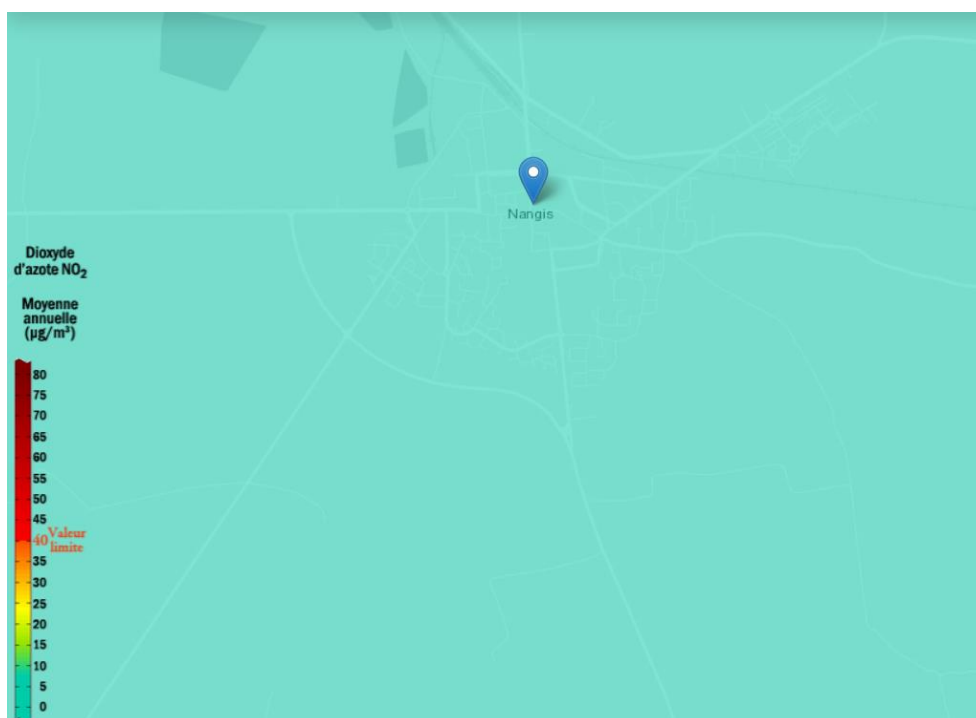 Nangis
Dioxyde
d'azote NO₂
Moyenne
annuelle
(µg/m³)
80
75
70
65
60
55
50
45
40 Valeur
limite
35
30
25
20
15
10
5
0